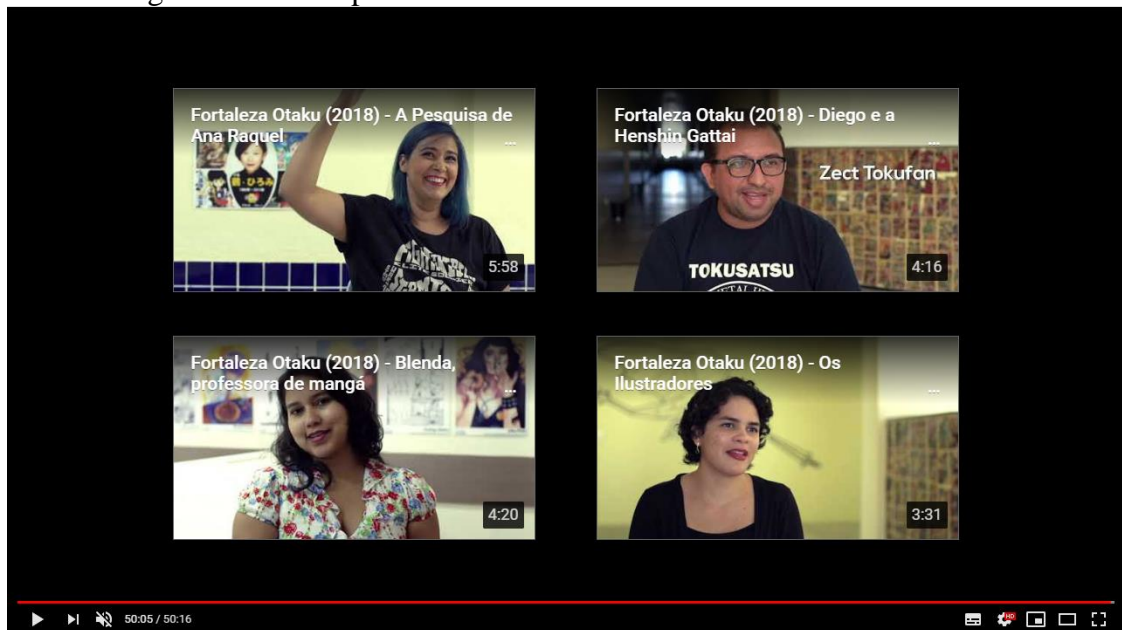 Fortaleza Otaku (2018) - A Pesquisa de
Ana Raquel
...
5:58
Fortaleza Otaku (2018) - Diego e a
Henshin Gattai
...
Zect Tokufan
TOKUSATSU
4:16
Fortaleza Otaku (2018) - Blenda,
professora de mangá
...
4:20
Fortaleza Otaku (2018) - Os
Ilustradores
...
3:31
50:05 / 50:16
HD